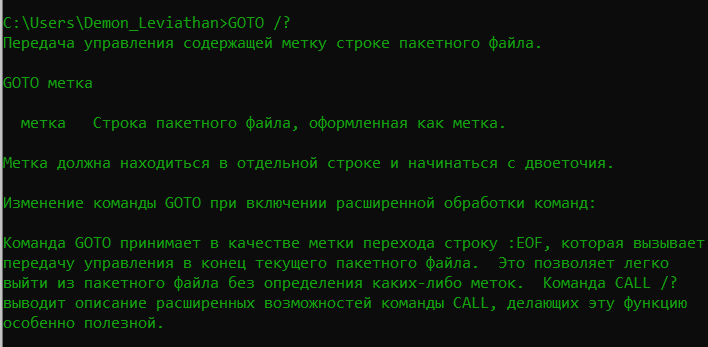 C:\Users\Demon_Leviathan>GOTO /?
Передача управления содержащей метку строке пакетного файла.
GOTO метка
метка   Строка пакетного файла, оформленная как метка.
Метка должна находиться в отдельной строке и начинаться с двоеточия.
Изменение команды GOTO при включении расширенной обработки команд:
Команда GOTO принимает в качестве метки перехода строку :EOF, которая вызывает
передачу управления в конец текущего пакетного файла.  Это позволяет легко
выйти из пакетного файла без определения каких-либо меток.  Команда CALL /?
выводит описание расширенных возможностей команды CALL, делающих эту функцию
особенно полезной.